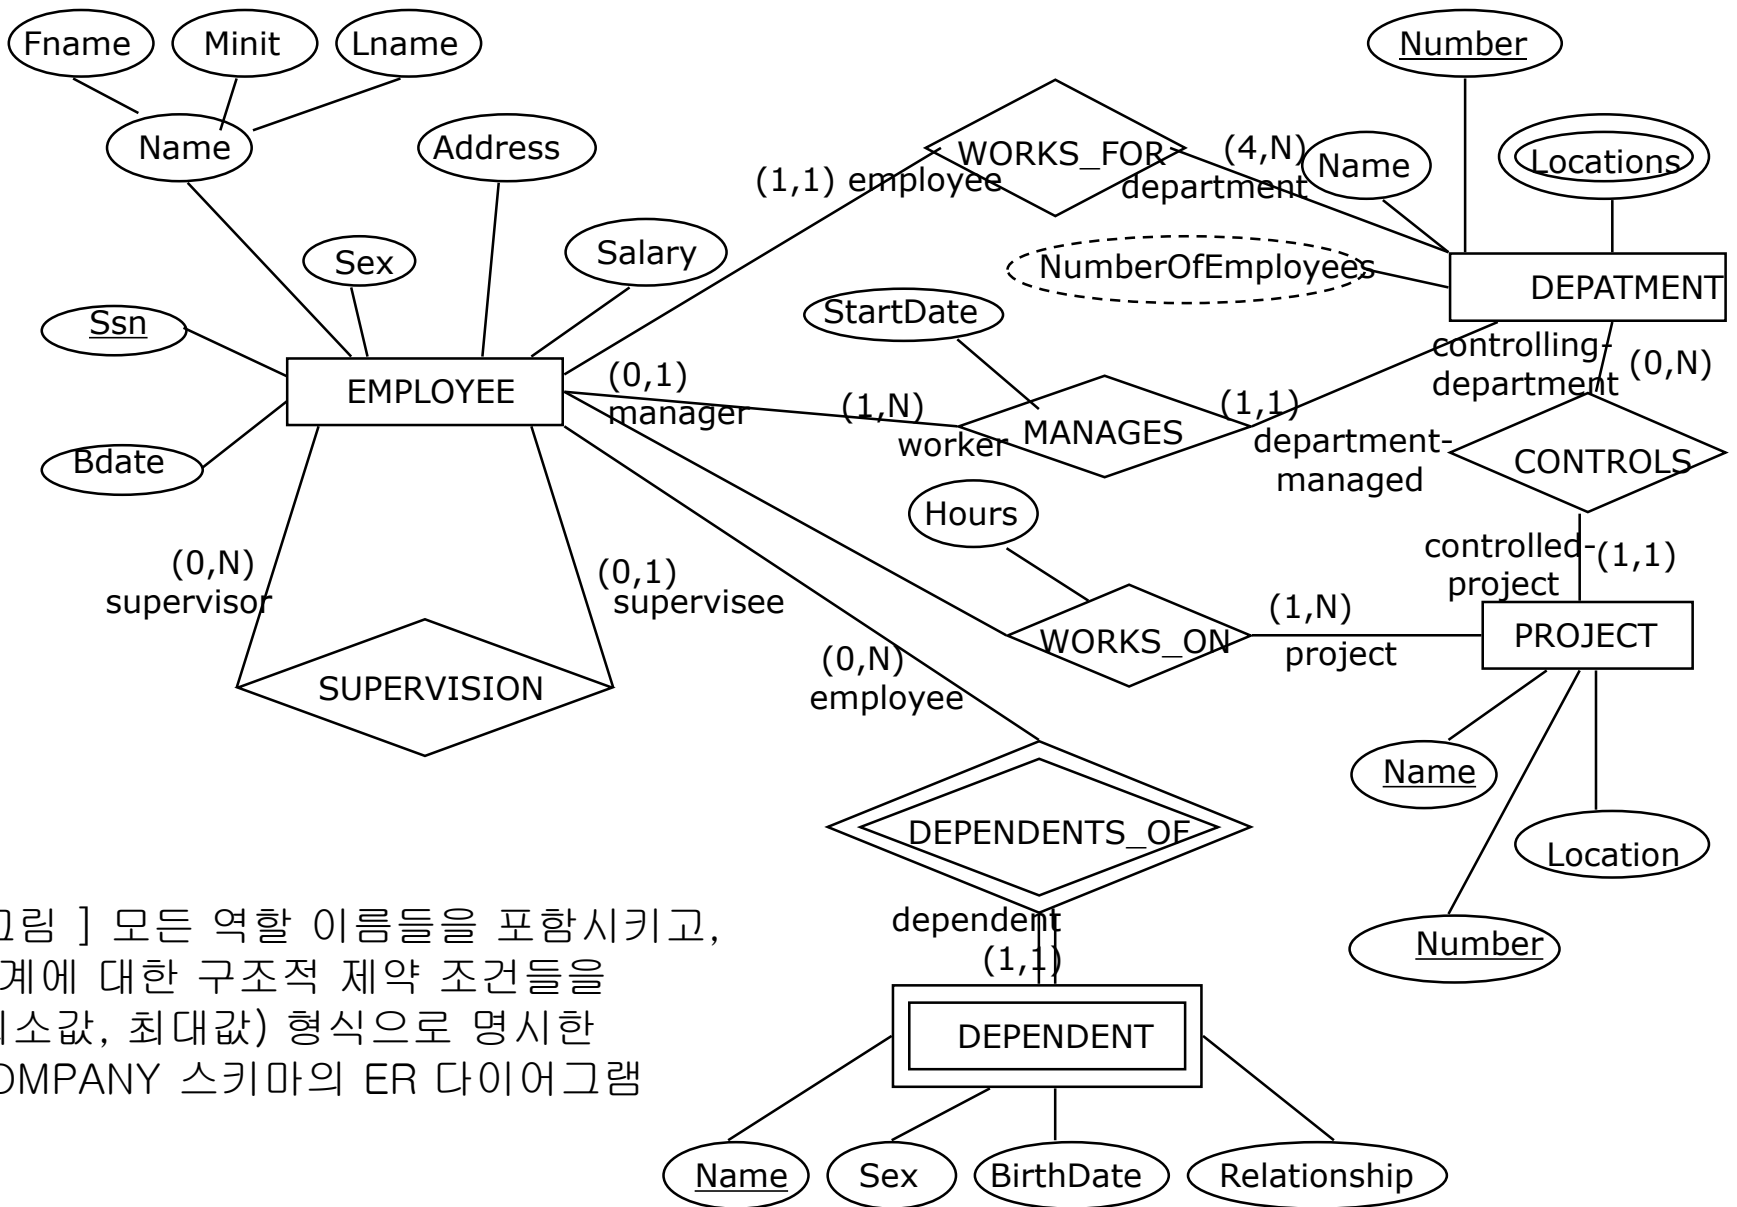 Fname
Minit
Lname
Number
Name
Address
WORKS_FOR
(4,N)
Name
Locations
(1,1) employee
department
Sex
Salary
NumberOfEmployees
DEPATMENT
Ssn
StartDate
controlling-
department
(0,N)
EMPLOYEE
(0,1)
manager
(1,N)
worker
MANAGES
(1,1)
department-
managed
CONTROLS
Bdate
Hours
(0,N)
supervisor
(0,1)
supervisee
controlled-
project
(1,1)
WORKS_ON
(1,N)
project
PROJECT
SUPERVISION
(0,N)
employee
Name
Location
DEPENDENTS_OF
Number
dependent
(1,1)
림 ] 모든 역할 이름들을 포함시키고,
계에 대한 구조적 제약 조건들을
소값, 최대값) 형식으로 명시한
OMPANY 스키마의 ER 다이어그램
DEPENDENT
Name
Sex
BirthDate
Relationship